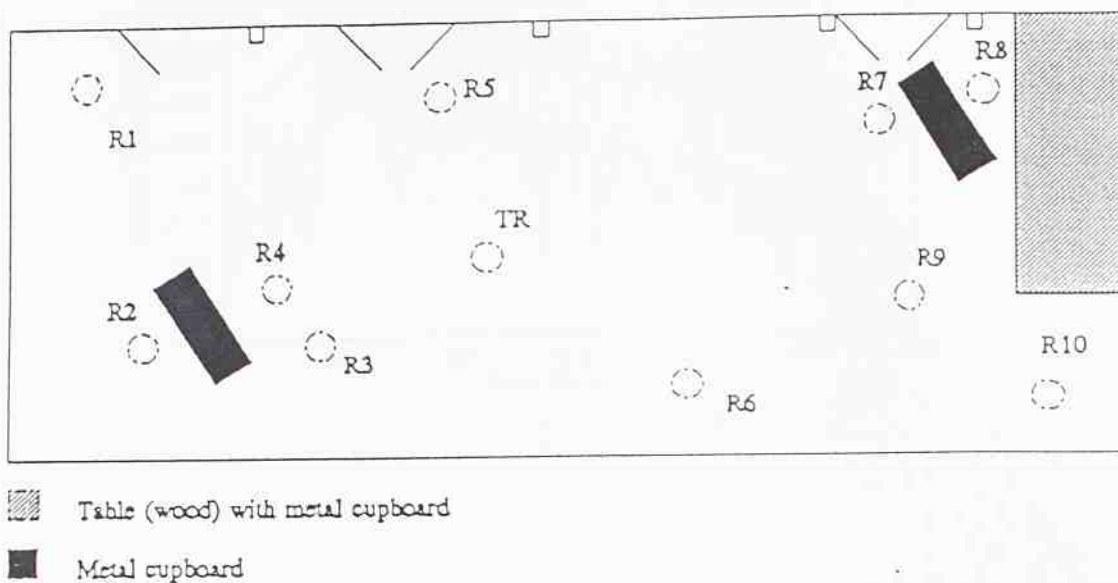 R8
R7
R5
R1
TR
R4
R9
R2
R10
R3
R6
Table (wood) with metal cupboard
Metal cupboard